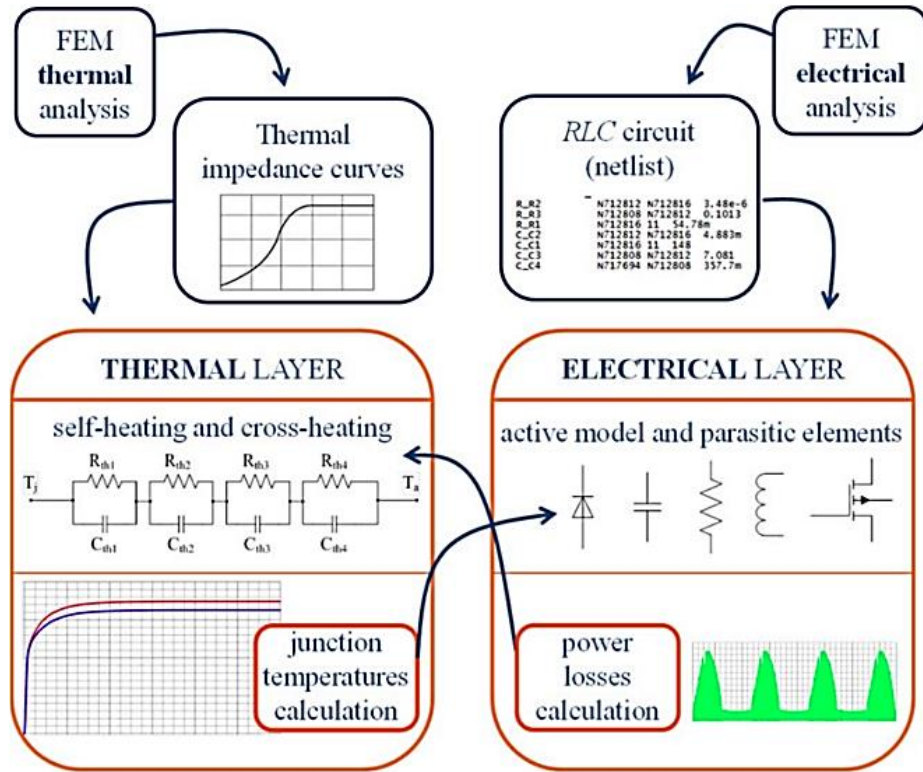 FEM
thermal
analysis
FEM
electrical
analysis
Thermal
impedance curves
RLC circuit
(netlist)
R_R2 N712812 N712816 3.48e-6
R_R3 N712808 N712812 0.1013
R_R1 N712816 11 54.78m
C_C2 N712812 N712816 4.883m
C_C1 N712816 11 148
C_C3 N712808 N712812 7.081
C_C4 N717694 N712808 357.7m
THERMAL LAYER
self-heating and cross-heating
Rth1 Rth2 Rth3 Rth4
Tj Ta
Cth1 Cth2 Cth3 Cth4
junction
temperatures
calculation
ELECTRICAL LAYER
active model and parasitic elements
power
losses
calculation